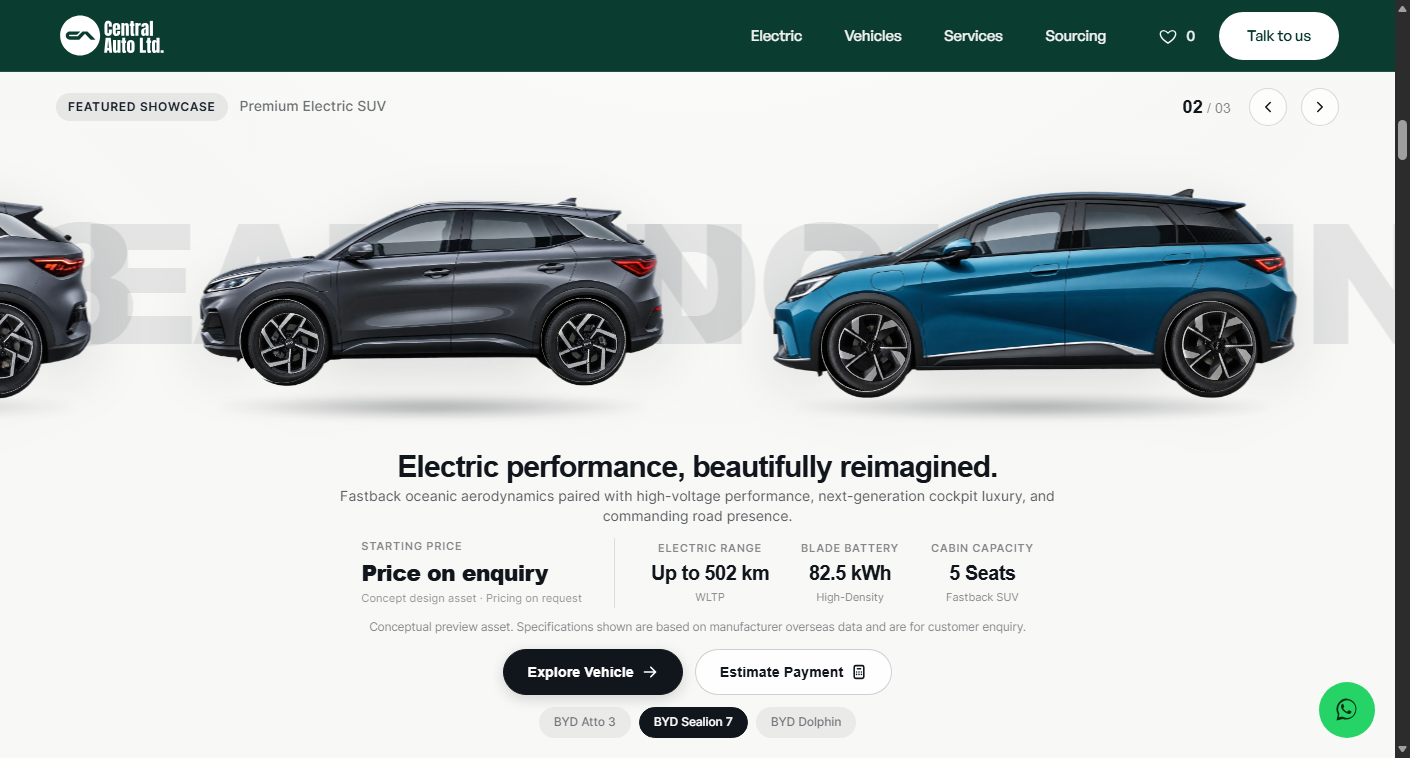 Central
Auto Ltd.
Electric
Vehicles
Services
Sourcing
0
Talk to us
FEATURED SHOWCASE
Premium Electric SUV
02 / 03
Electric performance, beautifully reimagined.
Fastback oceanic aerodynamics paired with high-voltage performance, next-generation cockpit luxury, and
commanding road presence.
STARTING PRICE
Price on enquiry
Concept design asset · Pricing on request
ELECTRIC RANGE
Up to 502 km
WLTP
BLADE BATTERY
82.5 kWh
High-Density
CABIN CAPACITY
5 Seats
Fastback SUV
Conceptual preview asset. Specifications shown are based on manufacturer overseas data and are for customer enquiry.
Explore Vehicle
Estimate Payment
BYD Atto 3
BYD Sealion 7
BYD Dolphin